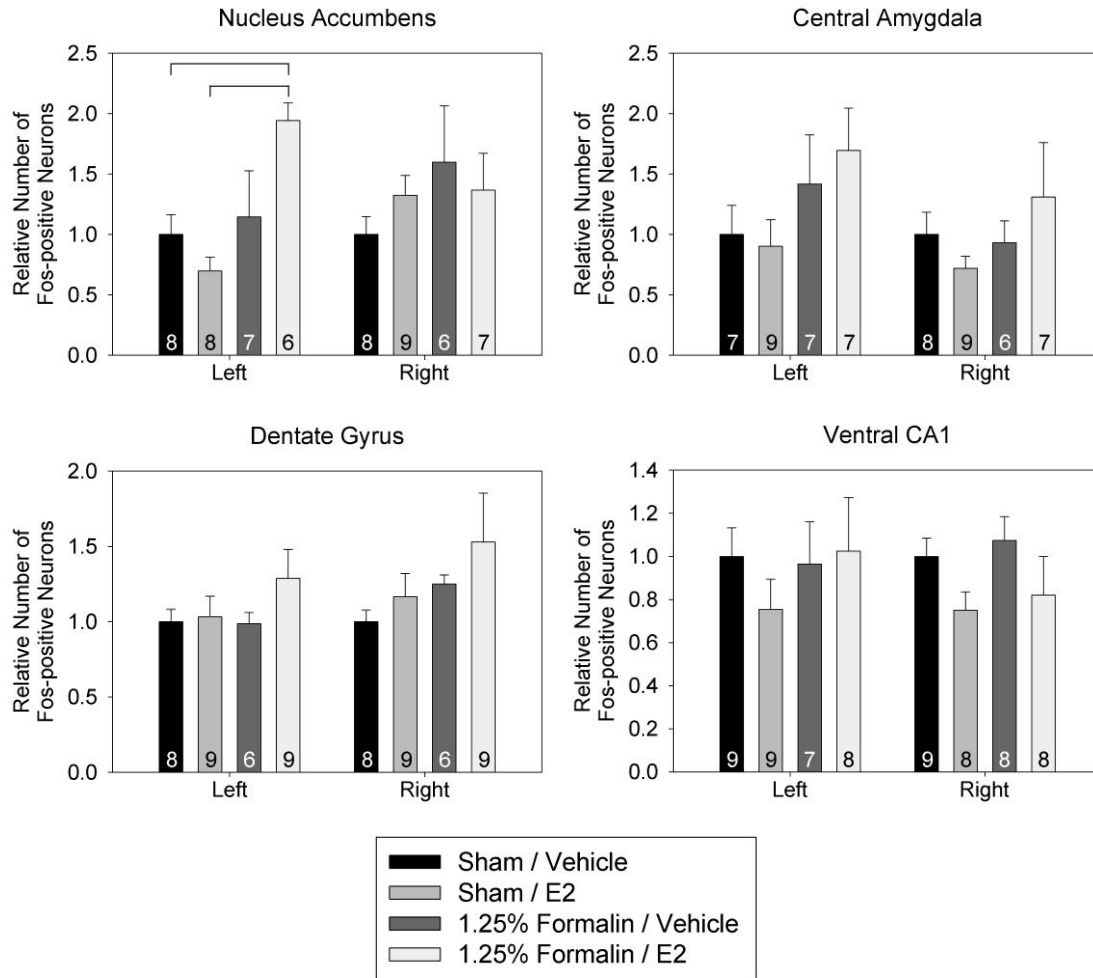 Nucleus Accumbens
Relative Number of
Fos-positive Neurons
2.5
2.0
1.5
1.0
0.5
0.0
8 8 7 6 8 9 6 7
Left Right
Central Amygdala
Relative Number of
Fos-positive Neurons
2.5
2.0
1.5
1.0
0.5
0.0
7 9 7 7 8 9 6 7
Left Right
Dentate Gyrus
Relative Number of
Fos-positive Neurons
2.0
1.5
1.0
0.5
0.0
8 9 6 9 8 9 6 9
Left Right
Ventral CA1
Relative Number of
Fos-positive Neurons
1.4
1.2
1.0
0.8
0.6
0.4
0.2
0.0
9 9 7 8 9 8 8 8
Left Right
Sham / Vehicle
Sham / E2
1.25% Formalin / Vehicle
1.25% Formalin / E2